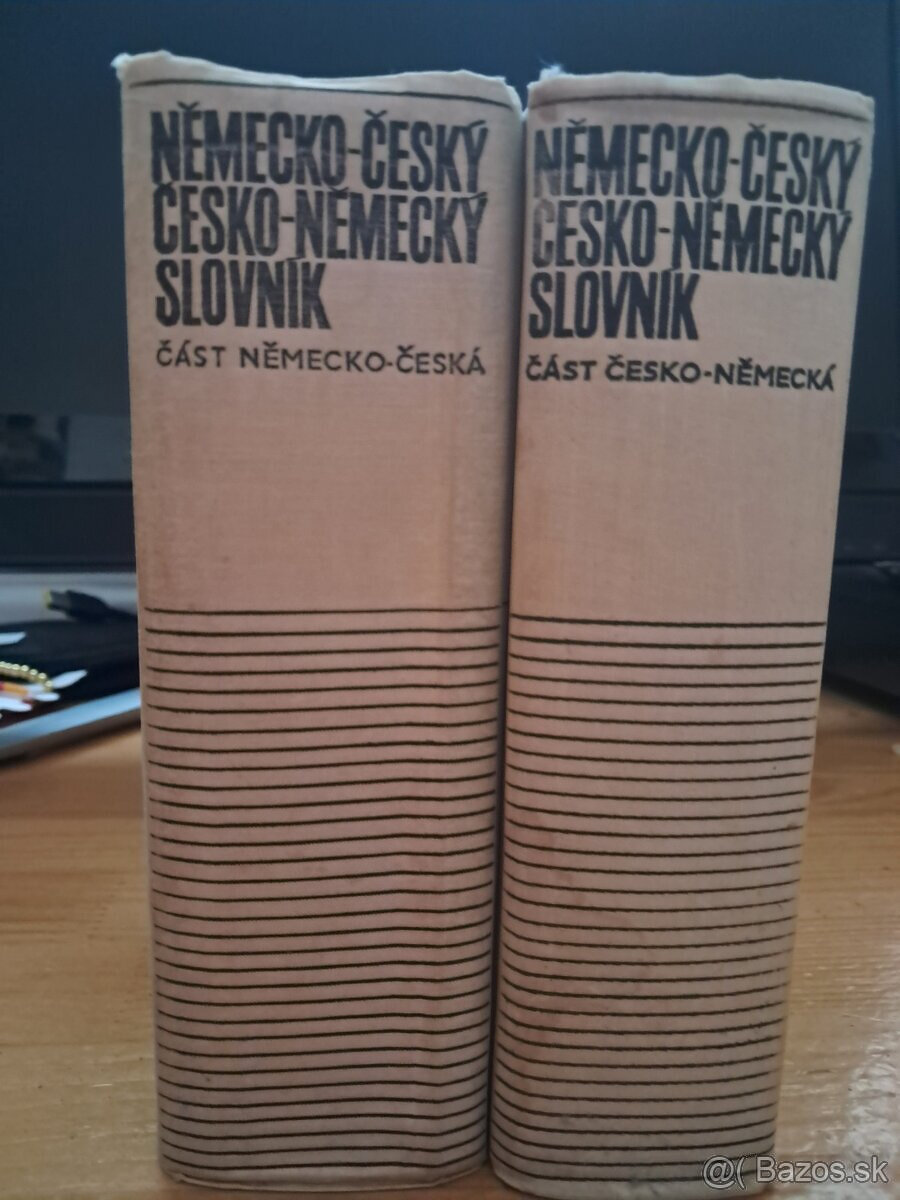 NĚMECKO-ČESKÝ
ČESKO-NĚMECKÝ
SLOVNÍK
ČÁST NĚMECKO-ČESKÁ
NĚMECKO-ČESKÝ
ČESKO-NĚMECKÝ
SLOVNÍK
ČÁST ČESKO-NĚMECKÁ
@( Bazos.sk